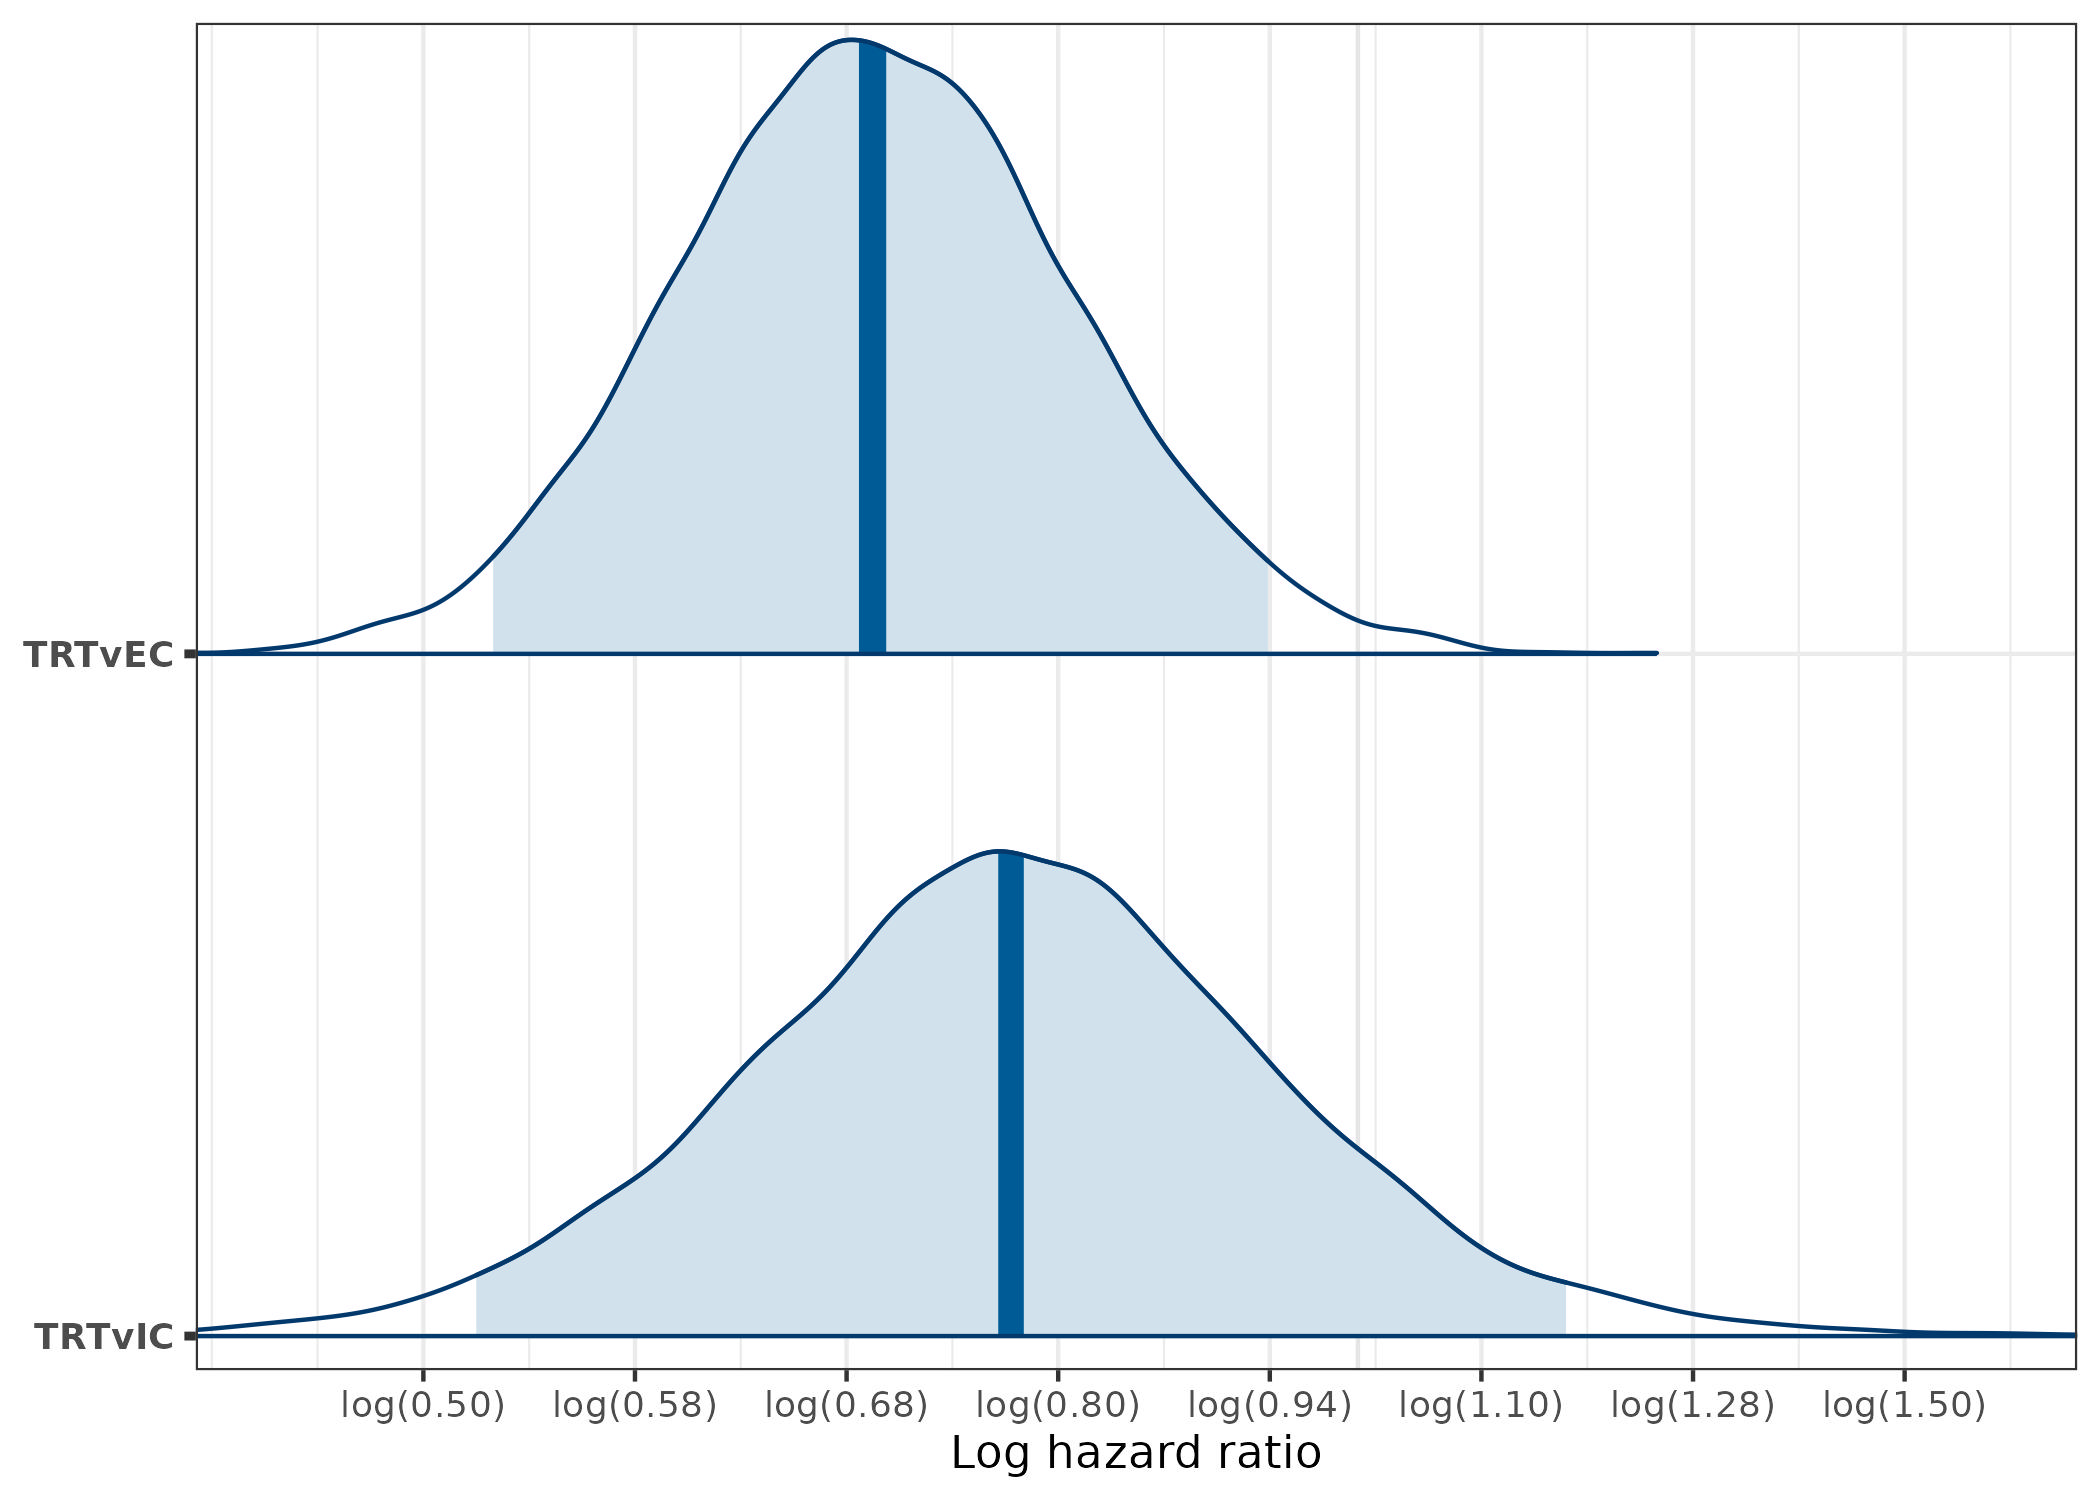 TRTvEC
TRTvIC
log(0.50) log(0.58) log(0.68) log(0.80) log(0.94) log(1.10) log(1.28) log(1.50)
Log hazard ratio